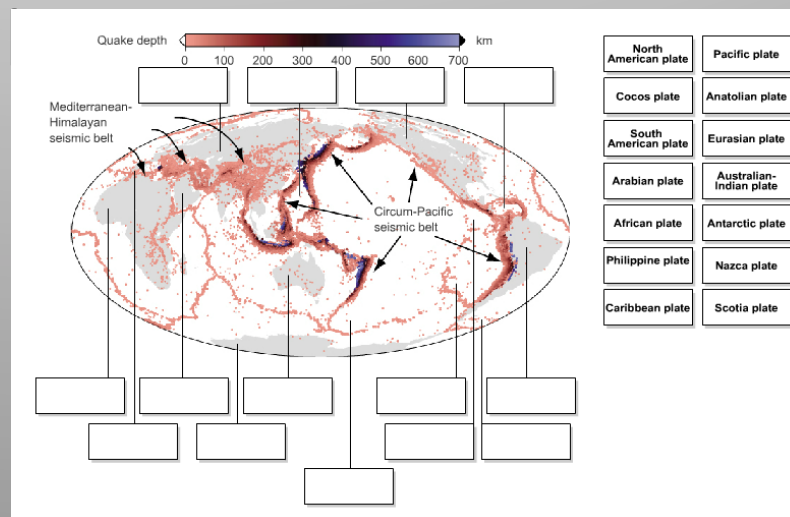 Quake depth
km
0 100 200 300 400 500 600 700
Mediterranean-
Himalayan
seismic belt
Circum-Pacific
seismic belt
North
American plate
Pacific plate
Cocos plate
Anatolian plate
South
American plate
Eurasian plate
Arabian plate
Australian-
Indian plate
African plate
Antarctic plate
Philippine plate
Nazca plate
Caribbean plate
Scotia plate